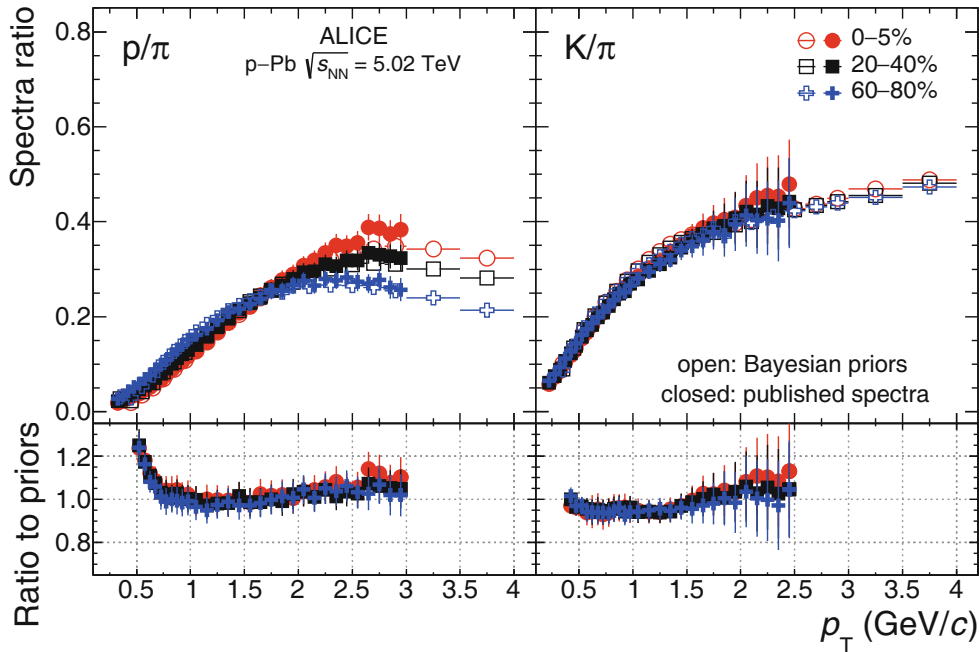 Spectra ratio
0.8
0.6
0.4
0.2
0.0
p/π
ALICE
p−Pb √sNN = 5.02 TeV
K/π
0−5%
20−40%
60−80%
open: Bayesian priors
closed: published spectra
Ratio to priors
1.2
1.0
0.8
0.5 1 1.5 2 2.5 3 3.5 4
0.5 1 1.5 2 2.5 3 3.5 4
pT (GeV/c)